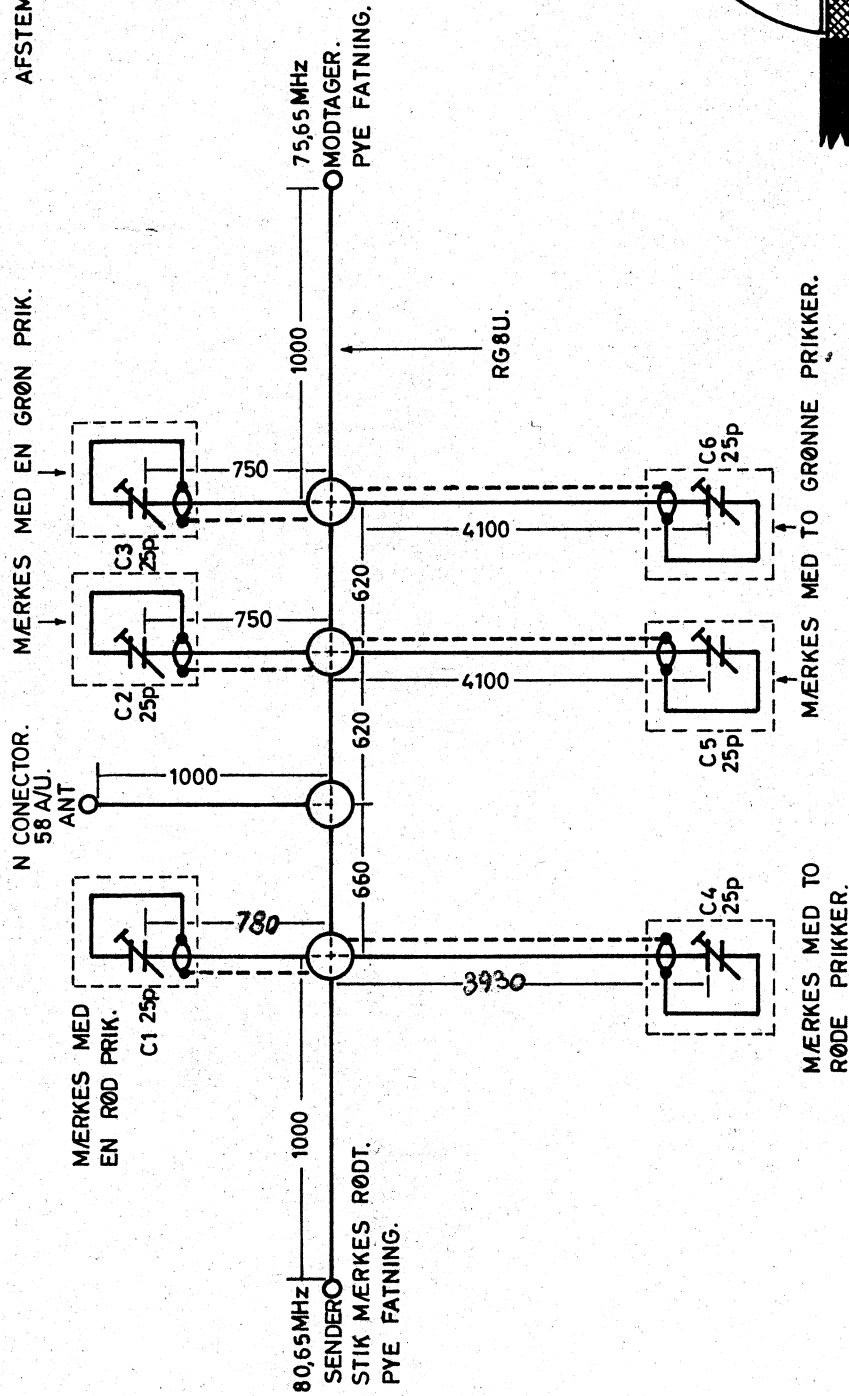 AFSTEM
MÆRKES MED EN GRØN PRIK.
N CONECTOR.
58 A/U.
ANT
MÆRKES MED
EN RØD PRIK.
C1 25p
C2
25p
C3
25p
780
1000
750
750
80,65MHz
SENDER
STIK MÆRKES RØDT.
PYE FATNING.
1000
660
620
620
1000
75,65MHz
MODTAGER.
PYE FATNING.
RG8U.
3930
4100
4100
C4
25p
C5
25p
C6
25p
MÆRKES MED TO
RØDE PRIKKER.
MÆRKES MED TO GRØNNE PRIKKER.